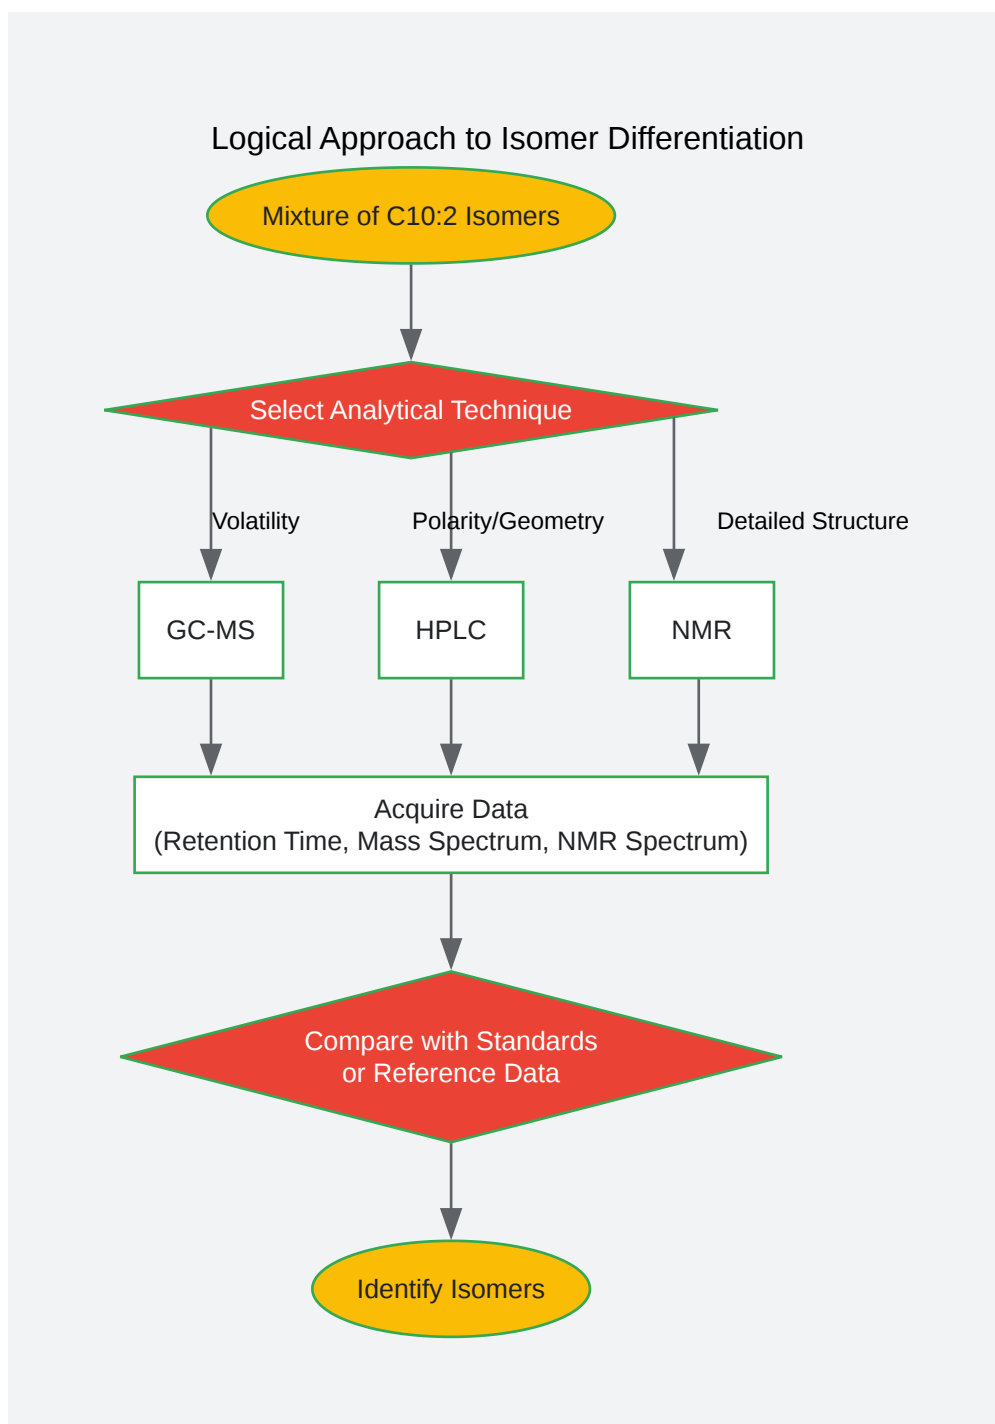 Logical Approach to Isomer Differentiation
Mixture of C10:2 Isomers
Select Analytical Technique
Volatility
Polarity/Geometry
Detailed Structure
GC-MS
HPLC
NMR
Acquire Data
(Retention Time, Mass Spectrum, NMR Spectrum)
Compare with Standards
or Reference Data
Identify Isomers